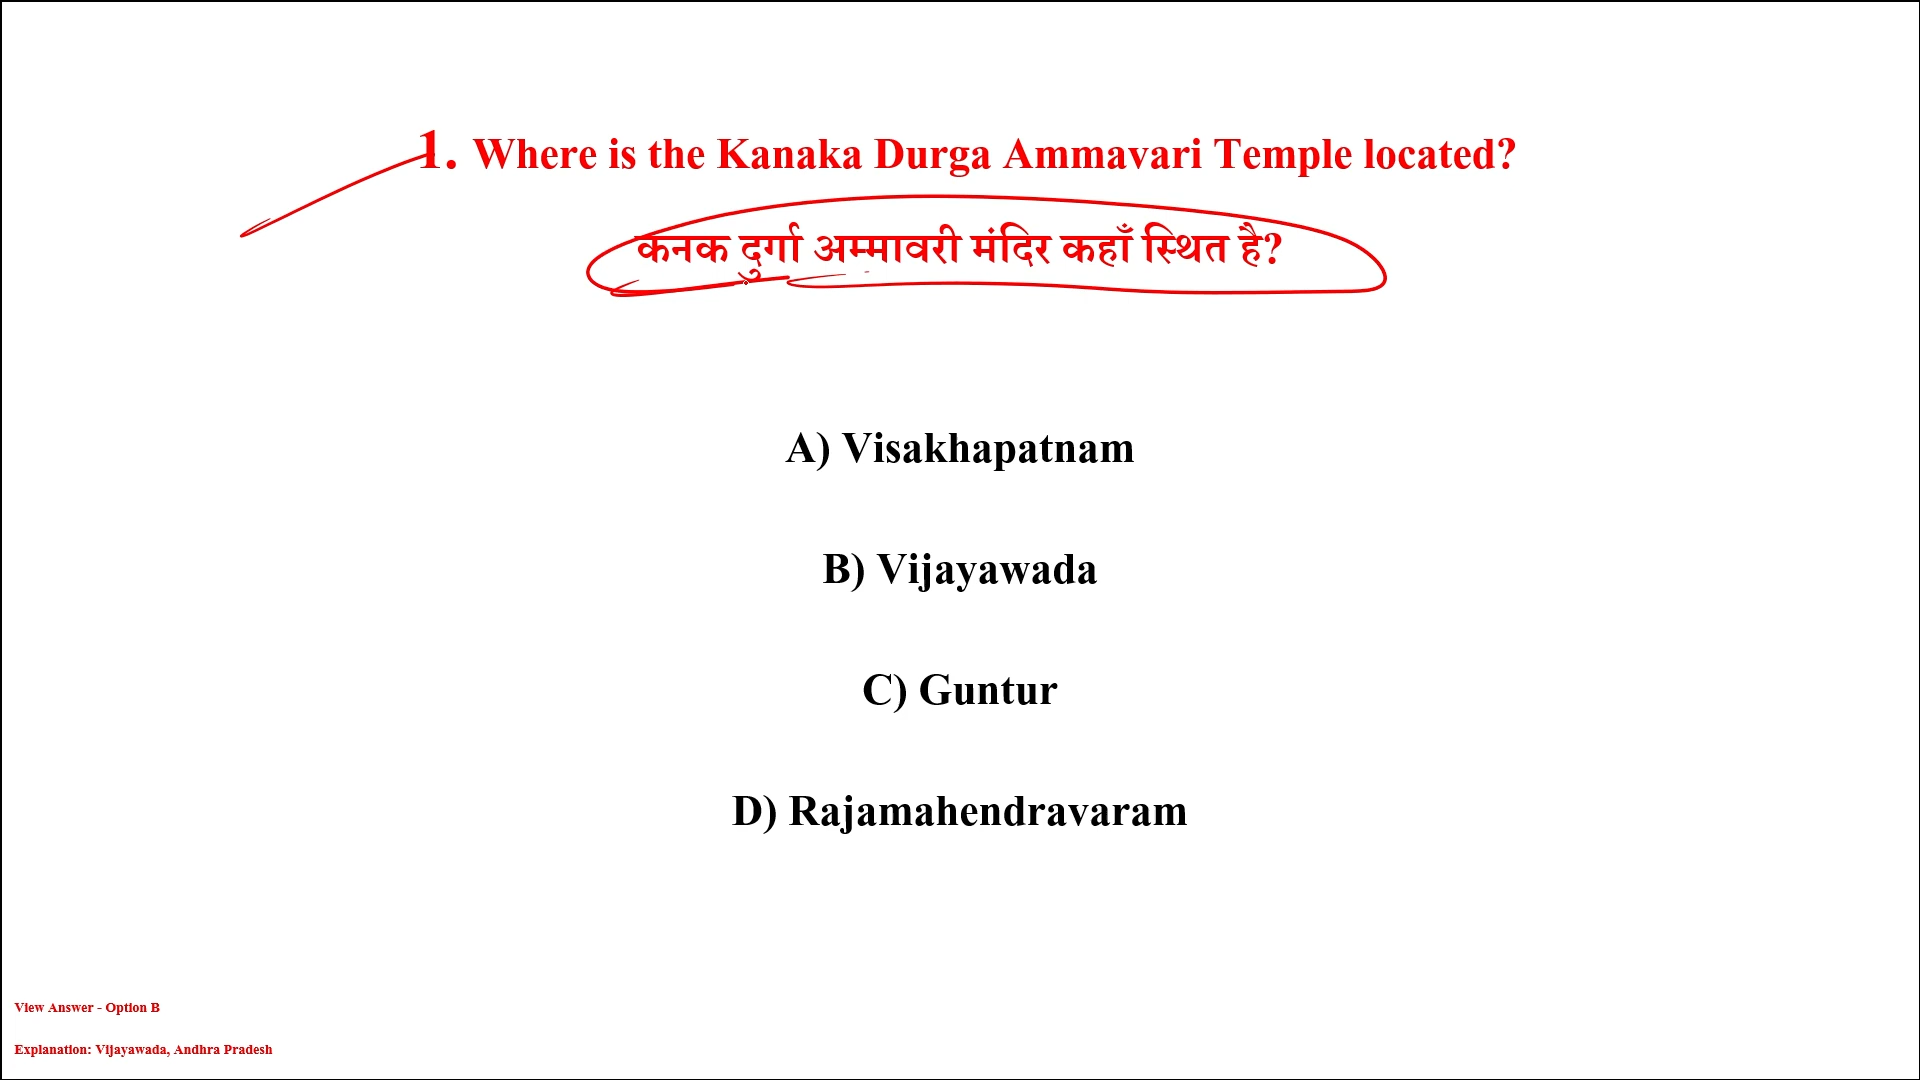 1. Where is the Kanaka Durga Ammavari Temple located?
कनक दुर्गा अम्मावरी मंदिर कहाँ स्थित है?
A) Visakhapatnam
B) Vijayawada
C) Guntur
D) Rajamahendravaram
View Answer - Option B
Explanation: Vijayawada, Andhra Pradesh